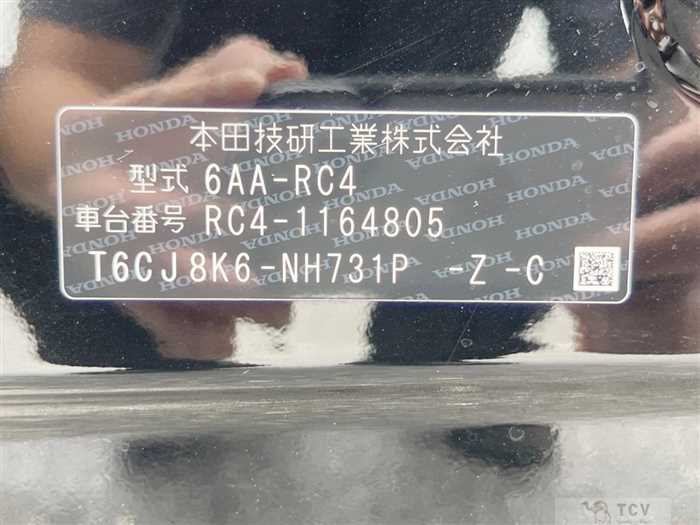 本田技研工業株式会社
型式 6AA-RC4
車台番号 RC4-1164805
T6CJ8K6-NH731P -Z -C
TCV